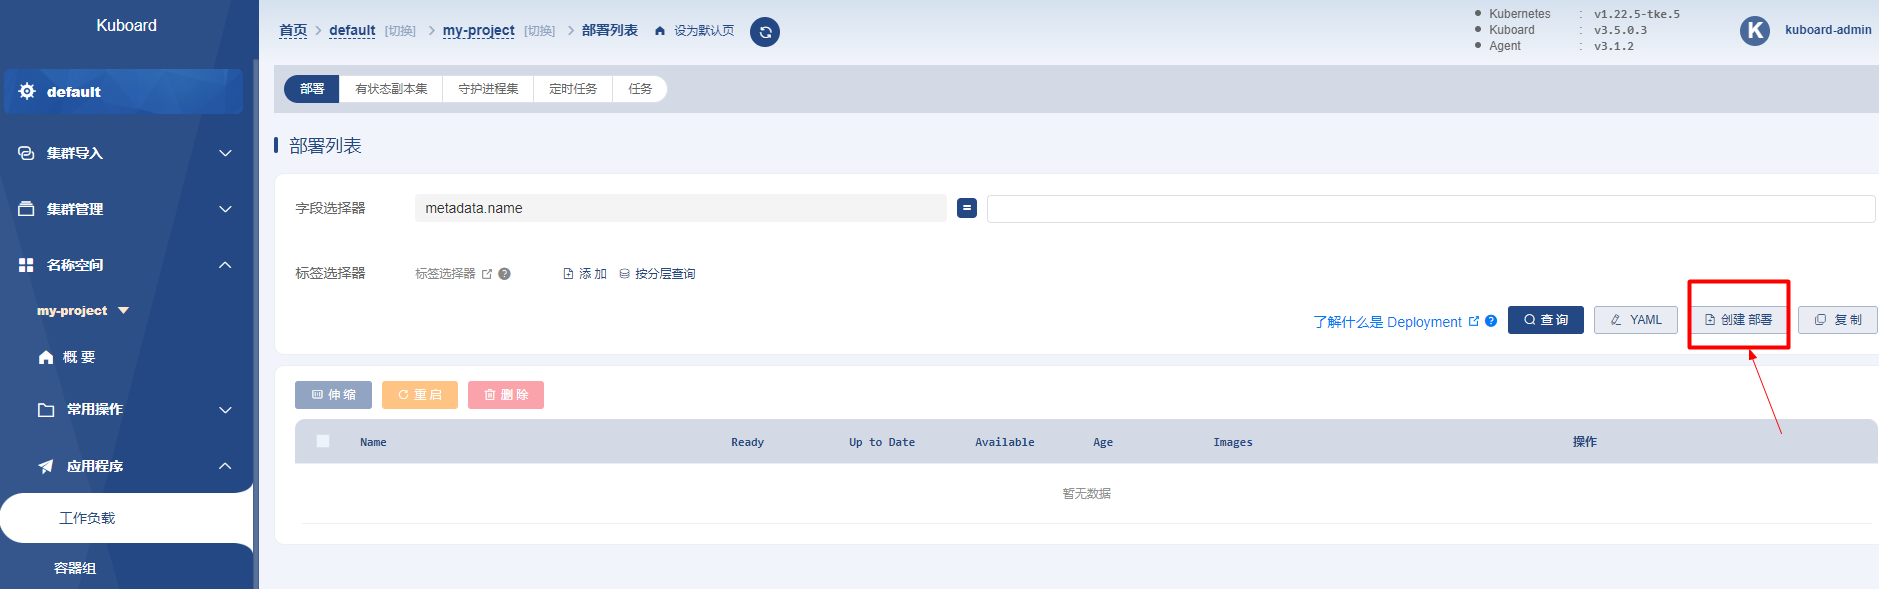 Kuboard
首页 > default [切换] > my-project [切换] > 部署列表 设为默认页
Kubernetes : v1.22.5-tke.5
Kuboard : v3.5.0.3
Agent : v3.1.2
K kuboard-admin
default
集群导入
集群管理
名称空间
my-project
概 要
常用操作
应用程序
工作负载
容器组
部署 有状态副本集 守护进程集 定时任务 任务
部署列表
字段选择器 metadata.name =
标签选择器 标签选择器 ? 添 加 按分层查询
了解什么是 Deployment ? 查 询 YAML 创建 部署 复 制
伸 缩 重 启 删 除
Name Ready Up to Date Available Age Images 操作
暂无数据